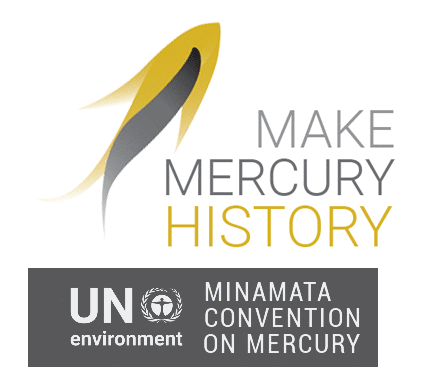 MAKE
MERCURY
HISTORY
UN
environment
MINAMATA
CONVENTION
ON MERCURY